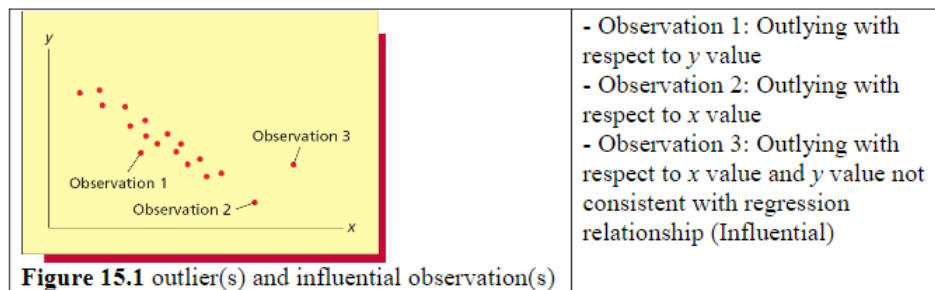 y
Observation 3
Observation 1
Observation 2
x
Figure 15.1 outlier(s) and influential observation(s)
- Observation 1: Outlying with
respect to y value
- Observation 2: Outlying with
respect to x value
- Observation 3: Outlying with
respect to x value and y value not
consistent with regression
relationship (Influential)